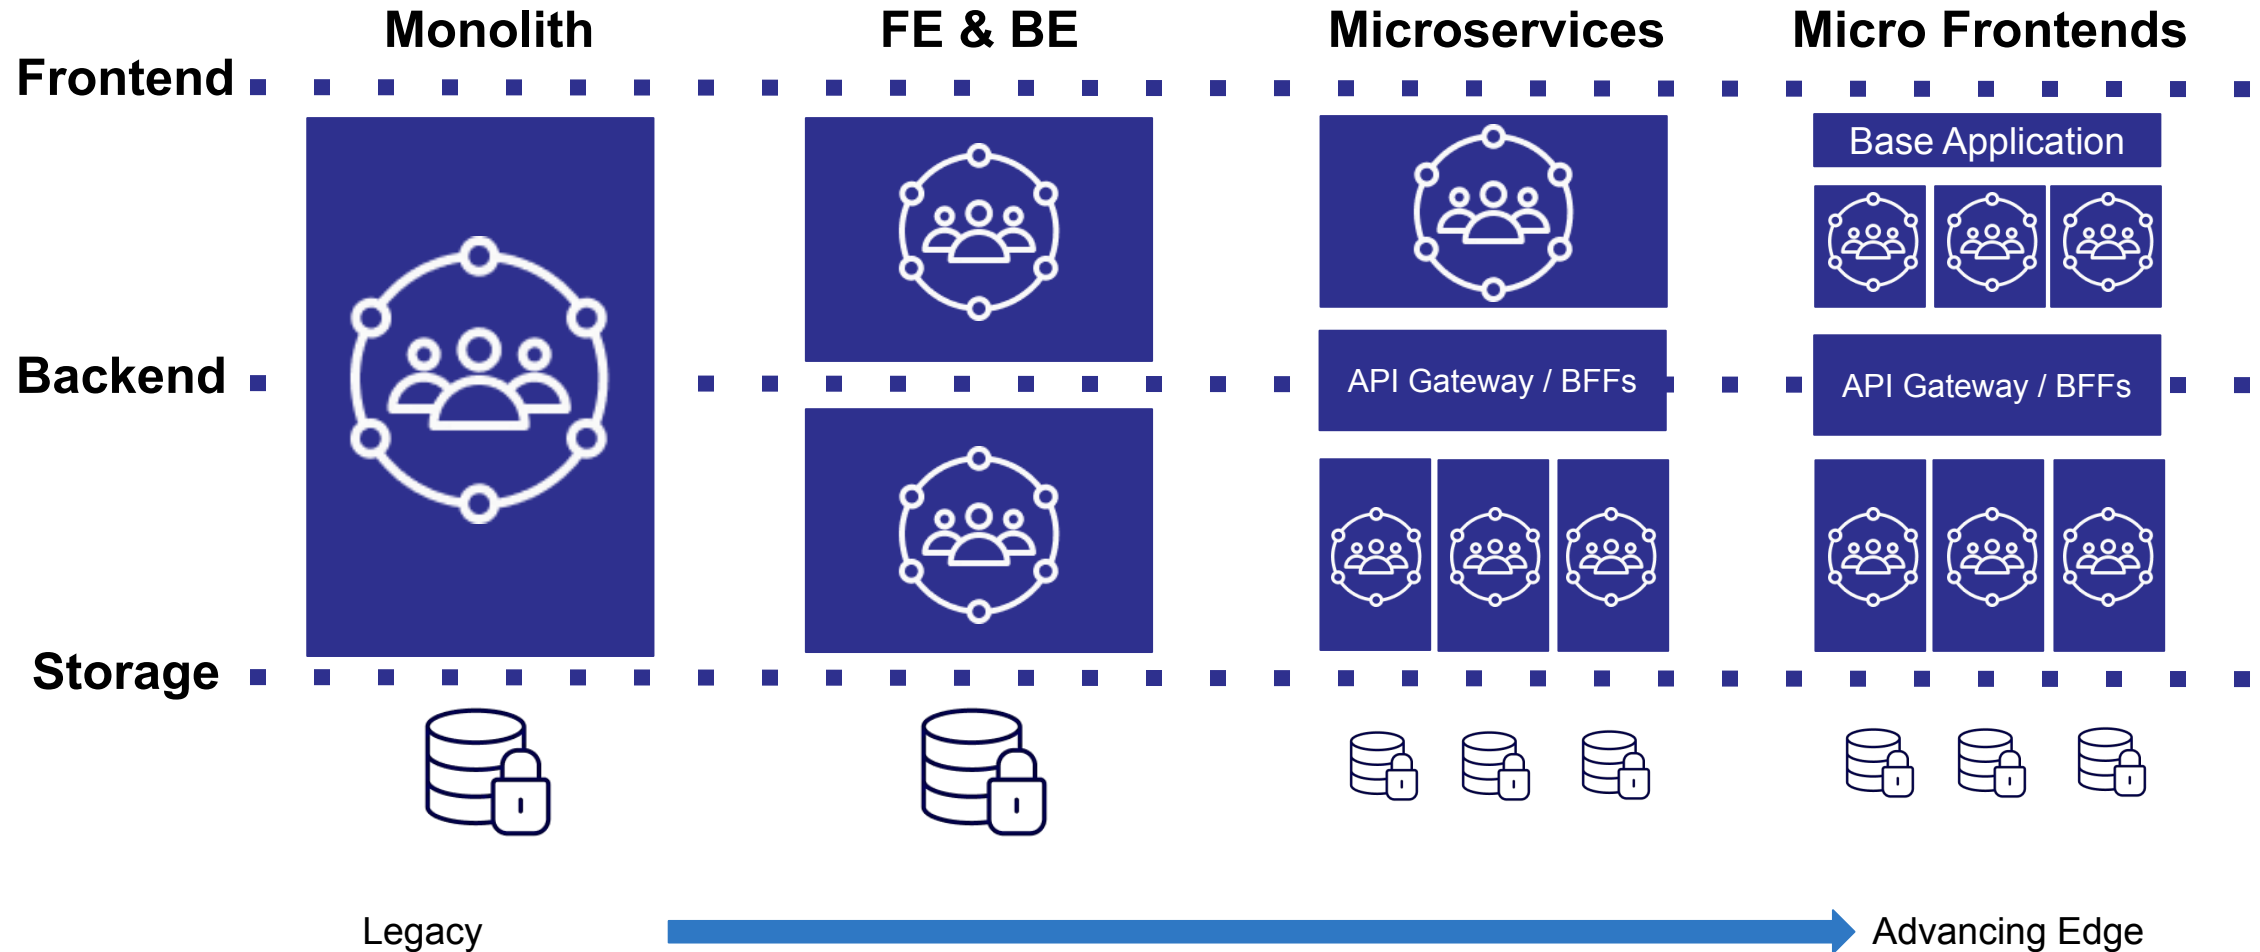 Monolith
FE & BE
Microservices
Micro Frontends
Frontend
Base Application
Backend
API Gateway / BFFs
API Gateway / BFFs
Storage
Legacy
Advancing Edge